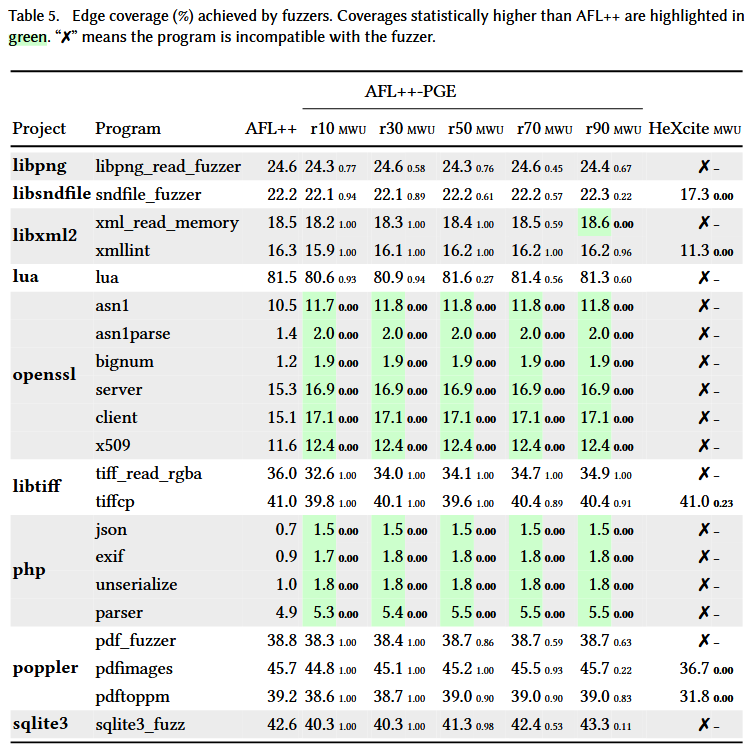 Table 5. Edge coverage (%) achieved by fuzzers. Coverages statistically higher than AFL++ are highlighted in
green. “✗” means the program is incompatible with the fuzzer.
AFL++-PGE
Project Program AFL++ r10 MWU r30 MWU r50 MWU r70 MWU r90 MWU HeXcite MWU
libpng libpng_read_fuzzer 24.6 24.3 0.77 24.6 0.58 24.3 0.76 24.6 0.45 24.4 0.67 ✗ –
libsndfile sndfile_fuzzer 22.2 22.1 0.94 22.1 0.89 22.2 0.61 22.2 0.57 22.3 0.22 17.3 0.00
libxml2 xml_read_memory 18.5 18.2 1.00 18.3 1.00 18.4 1.00 18.5 0.59 18.6 0.00 ✗ –
xmllint 16.3 15.9 1.00 16.1 1.00 16.2 1.00 16.2 1.00 16.2 0.96 11.3 0.00
lua lua 81.5 80.6 0.93 80.9 0.94 81.6 0.27 81.4 0.56 81.3 0.60 ✗ –
openssl asn1 10.5 11.7 0.00 11.8 0.00 11.8 0.00 11.8 0.00 11.8 0.00 ✗ –
asn1parse 1.4 2.0 0.00 2.0 0.00 2.0 0.00 2.0 0.00 2.0 0.00 ✗ –
bignum 1.2 1.9 0.00 1.9 0.00 1.9 0.00 1.9 0.00 1.9 0.00 ✗ –
server 15.3 16.9 0.00 16.9 0.00 16.9 0.00 16.9 0.00 16.9 0.00 ✗ –
client 15.1 17.1 0.00 17.1 0.00 17.1 0.00 17.1 0.00 17.1 0.00 ✗ –
x509 11.6 12.4 0.00 12.4 0.00 12.4 0.00 12.4 0.00 12.4 0.00 ✗ –
libtiff tiff_read_rgba 36.0 32.6 1.00 34.0 1.00 34.1 1.00 34.7 1.00 34.9 1.00 ✗ –
tiffcp 41.0 39.8 1.00 40.1 1.00 39.6 1.00 40.4 0.89 40.4 0.91 41.0 0.23
php json 0.7 1.5 0.00 1.5 0.00 1.5 0.00 1.5 0.00 1.5 0.00 ✗ –
exif 0.9 1.7 0.00 1.8 0.00 1.8 0.00 1.8 0.00 1.8 0.00 ✗ –
unserialize 1.0 1.8 0.00 1.8 0.00 1.8 0.00 1.8 0.00 1.8 0.00 ✗ –
parser 4.9 5.3 0.00 5.4 0.00 5.5 0.00 5.5 0.00 5.5 0.00 ✗ –
poppler pdf_fuzzer 38.8 38.3 1.00 38.4 1.00 38.7 0.86 38.7 0.59 38.7 0.63 ✗ –
pdfimages 45.7 44.8 1.00 45.1 1.00 45.2 1.00 45.5 0.93 45.7 0.22 36.7 0.00
pdftoppm 39.2 38.6 1.00 38.7 1.00 39.0 0.90 39.0 0.90 39.0 0.83 31.8 0.00
sqlite3 sqlite3_fuzz 42.6 40.3 1.00 40.3 1.00 41.3 0.98 42.4 0.53 43.3 0.11 ✗ –